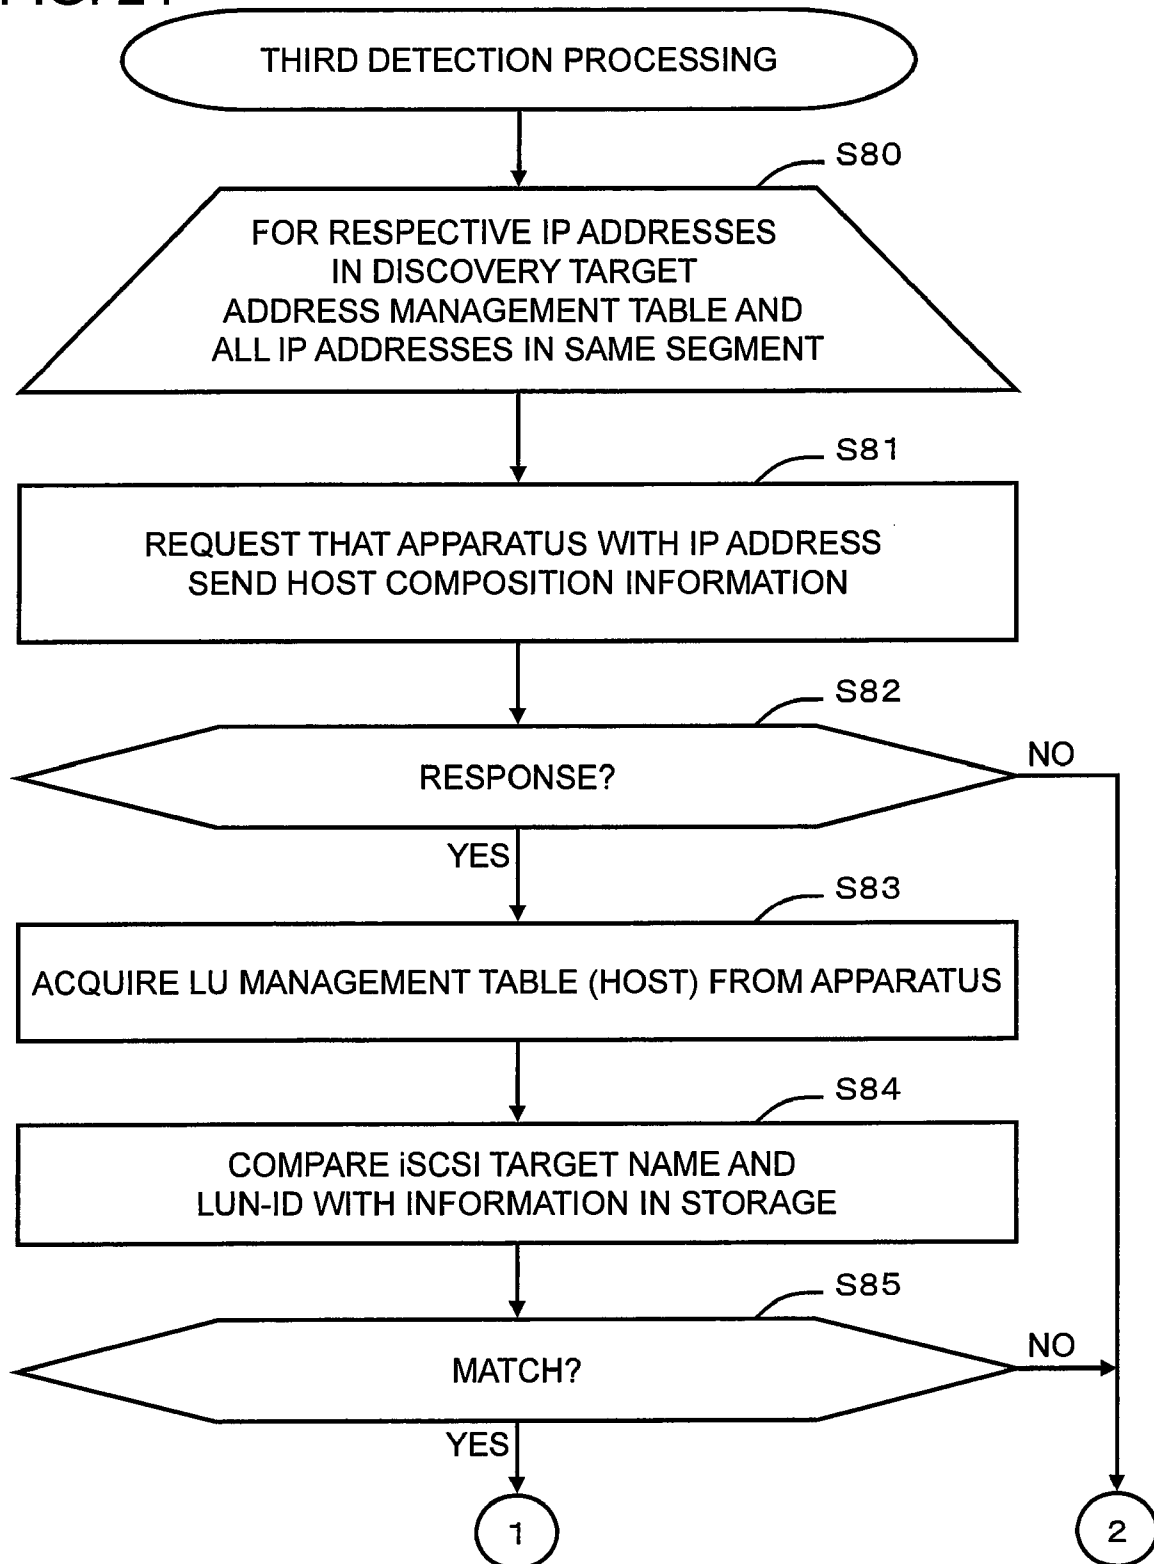 THIRD DETECTION PROCESSING
S80
FOR RESPECTIVE IP ADDRESSES
IN DISCOVERY TARGET
ADDRESS MANAGEMENT TABLE AND
ALL IP ADDRESSES IN SAME SEGMENT
S81
REQUEST THAT APPARATUS WITH IP ADDRESS
SEND HOST COMPOSITION INFORMATION
S82
RESPONSE?
NO
YES
S83
ACQUIRE LU MANAGEMENT TABLE (HOST) FROM APPARATUS
S84
COMPARE iSCSI TARGET NAME AND
LUN-ID WITH INFORMATION IN STORAGE
S85
MATCH?
NO
YES
1
2